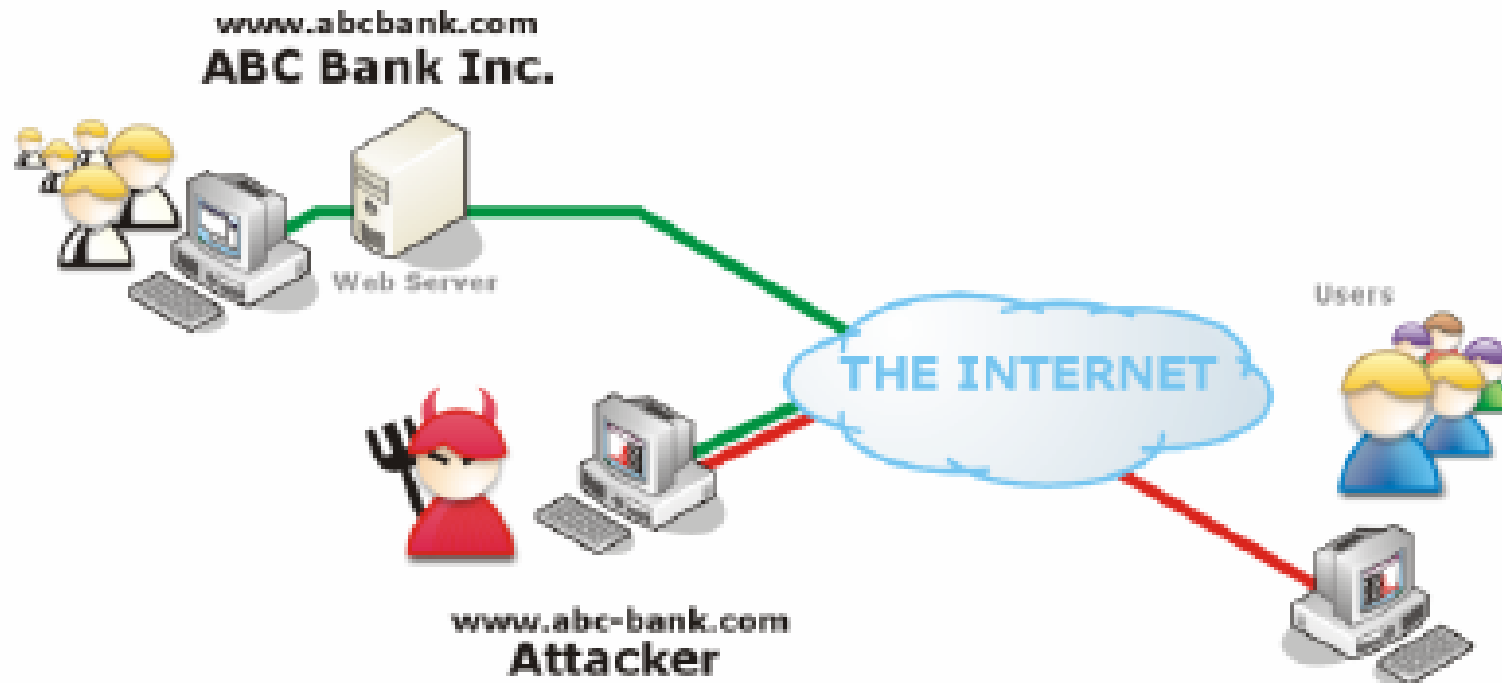 www.abcbank.com
ABC Bank Inc.
Web Server
Users
THE INTERNET
www.abc-bank.com
Attacker